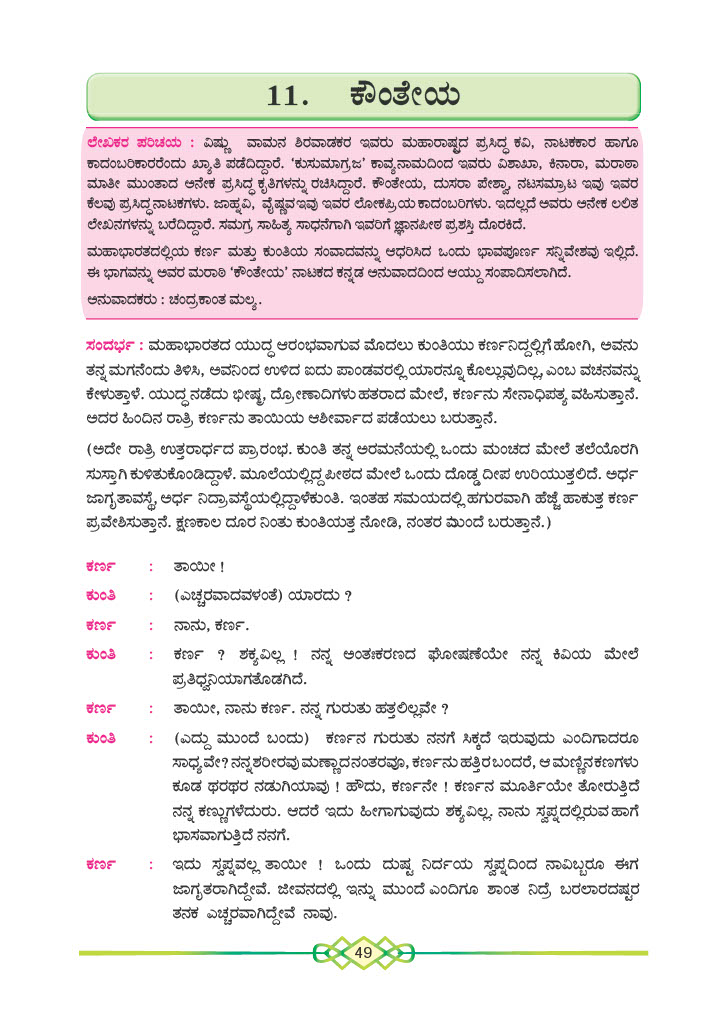 11. ಕೌಂತೇಯ
ಲೇಖಕರ ಪರಿಚಯ : ವಿಷ್ಣು ವಾಮನ ಶಿರವಾಡಕರ ಇವರು ಮಹಾರಾಷ್ಟ್ರದ ಪ್ರಸಿದ್ಧ ಕವಿ, ನಾಟಕಕಾರ ಹಾಗೂ
ಕಾದಂಬರಿಕಾರರೆಂದು ಖ್ಯಾತಿ ಪಡೆದಿದ್ದಾರೆ. ‘ಕುಸುಮಾಗ್ರಜ’ ಕಾವ್ಯನಾಮದಿಂದ ಇವರು ವಿಶಾಖಾ, ಕಿನಾರಾ, ಮರಾಠಾ
ಮಾತೀ ಮುಂತಾದ ಅನೇಕ ಪ್ರಸಿದ್ಧ ಕೃತಿಗಳನ್ನು ರಚಿಸಿದ್ದಾರೆ. ಕೌಂತೇಯ, ದುಸರಾ ಪೇಶ್ವಾ, ನಟಸಮ್ರಾಟ ಇವು ಇವರ
ಕೆಲವು ಪ್ರಸಿದ್ಧ ನಾಟಕಗಳು. ಜಾಹ್ನವಿ, ವೈಷ್ಣವ ಇವು ಇವರ ಲೋಕಪ್ರಿಯ ಕಾದಂಬರಿಗಳು. ಇದಲ್ಲದೆ ಅವರು ಅನೇಕ ಲಲಿತ
ಲೇಖನಗಳನ್ನು ಬರೆದಿದ್ದಾರೆ. ಸಮಗ್ರ ಸಾಹಿತ್ಯ ಸಾಧನೆಗಾಗಿ ಇವರಿಗೆ ಜ್ಞಾನಪೀಠ ಪ್ರಶಸ್ತಿ ದೊರಕಿದೆ.
ಮಹಾಭಾರತದಲ್ಲಿಯ ಕರ್ಣ ಮತ್ತು ಕುಂತಿಯ ಸಂವಾದವನ್ನು ಆಧರಿಸಿದ ಒಂದು ಭಾವಪೂರ್ಣ ಸನ್ನಿವೇಶವು ಇಲ್ಲಿದೆ.
ಈ ಭಾಗವನ್ನು ಅವರ ಮರಾಠಿ ‘ಕೌಂತೇಯ’ ನಾಟಕದ ಕನ್ನಡ ಅನುವಾದದಿಂದ ಆಯ್ದು ಸಂಪಾದಿಸಲಾಗಿದೆ.
ಅನುವಾದಕರು : ಚಂದ್ರಕಾಂತ ಮಲ್ಯ.
ಸಂದರ್ಭ : ಮಹಾಭಾರತದ ಯುದ್ಧ ಆರಂಭವಾಗುವ ಮೊದಲು ಕುಂತಿಯು ಕರ್ಣನಿದ್ದಲ್ಲಿಗೆ ಹೋಗಿ, ಅವನು
ತನ್ನ ಮಗನೆಂದು ತಿಳಿಸಿ, ಅವನಿಂದ ಉಳಿದ ಐದು ಪಾಂಡವರಲ್ಲಿ ಯಾರನ್ನೂ ಕೊಲ್ಲುವುದಿಲ್ಲ, ಎಂಬ ವಚನವನ್ನು
ಕೇಳುತ್ತಾಳೆ. ಯುದ್ಧ ನಡೆದು ಭೀಷ್ಮ, ದ್ರೋಣಾದಿಗಳು ಹತರಾದ ಮೇಲೆ, ಕರ್ಣನು ಸೇನಾಧಿಪತ್ಯ ವಹಿಸುತ್ತಾನೆ.
ಅದರ ಹಿಂದಿನ ರಾತ್ರಿ ಕರ್ಣನು ತಾಯಿಯ ಆಶೀರ್ವಾದ ಪಡೆಯಲು ಬರುತ್ತಾನೆ.
(ಅದೇ ರಾತ್ರಿ ಉತ್ತರಾರ್ಧದ ಪ್ರಾರಂಭ. ಕುಂತಿ ತನ್ನ ಅರಮನೆಯಲ್ಲಿ ಒಂದು ಮಂಚದ ಮೇಲೆ ತಲೆಯೊರಗಿ
ಸುಸ್ತಾಗಿ ಕುಳಿತುಕೊಂಡಿದ್ದಾಳೆ. ಮೂಲೆಯಲ್ಲಿದ್ದ ಪೀಠದ ಮೇಲೆ ಒಂದು ದೊಡ್ಡ ದೀಪ ಉರಿಯುತ್ತಲಿದೆ. ಅರ್ಧ
ಜಾಗೃತಾವಸ್ಥೆ, ಅರ್ಧ ನಿದ್ರಾವಸ್ಥೆಯಲ್ಲಿದ್ದಾಳೆಕುಂತಿ. ಇಂತಹ ಸಮಯದಲ್ಲಿ ಹಗುರವಾಗಿ ಹೆಜ್ಜೆ ಹಾಕುತ್ತ ಕರ್ಣ
ಪ್ರವೇಶಿಸುತ್ತಾನೆ. ಕ್ಷಣಕಾಲ ದೂರ ನಿಂತು ಕುಂತಿಯತ್ತ ನೋಡಿ, ನಂತರ ಮುಂದೆ ಬರುತ್ತಾನೆ.)
ಕರ್ಣ : ತಾಯೀ !
ಕುಂತಿ : (ಎಚ್ಚರವಾದವಳಂತೆ) ಯಾರದು ?
ಕರ್ಣ : ನಾನು, ಕರ್ಣ.
ಕುಂತಿ : ಕರ್ಣ ? ಶಕ್ಯವಿಲ್ಲ ! ನನ್ನ ಅಂತಃಕರಣದ ಘೋಷಣೆಯೇ ನನ್ನ ಕಿವಿಯ ಮೇಲೆ
ಪ್ರತಿಧ್ವನಿಯಾಗತೊಡಗಿದೆ.
ಕರ್ಣ : ತಾಯೀ, ನಾನು ಕರ್ಣ. ನನ್ನ ಗುರುತು ಹತ್ತಲಿಲ್ಲವೇ ?
ಕುಂತಿ : (ಎದ್ದು ಮುಂದೆ ಬಂದು) ಕರ್ಣನ ಗುರುತು ನನಗೆ ಸಿಕ್ಕದೆ ಇರುವುದು ಎಂದಿಗಾದರೂ
ಸಾಧ್ಯವೇ? ನನ್ನ ಶರೀರವು ಮಣ್ಣಾದ ನಂತರವೂ, ಕರ್ಣನು ಹತ್ತಿರ ಬಂದರೆ, ಆ ಮಣ್ಣಿನ ಕಣಗಳು
ಕೂಡ ಥರಥರ ನಡುಗಿಯಾವು ! ಹೌದು, ಕರ್ಣನೇ ! ಕರ್ಣನ ಮೂರ್ತಿಯೇ ತೋರುತ್ತಿದೆ
ನನ್ನ ಕಣ್ಣುಗಳೆದುರು. ಆದರೆ ಇದು ಹೀಗಾಗುವುದು ಶಕ್ಯವಿಲ್ಲ. ನಾನು ಸ್ವಪ್ನದಲ್ಲಿರುವ ಹಾಗೆ
ಭಾಸವಾಗುತ್ತಿದೆ ನನಗೆ.
ಕರ್ಣ : ಇದು ಸ್ವಪ್ನವಲ್ಲ ತಾಯೀ ! ಒಂದು ದುಷ್ಟ ನಿರ್ದಯ ಸ್ವಪ್ನದಿಂದ ನಾವಿಬ್ಬರೂ ಈಗ
ಜಾಗೃತರಾಗಿದ್ದೇವೆ. ಜೀವನದಲ್ಲಿ ಇನ್ನು ಮುಂದೆ ಎಂದಿಗೂ ಶಾಂತ ನಿದ್ರೆ ಬರಲಾರದಷ್ಟರ
ತನಕ ಎಚ್ಚರವಾಗಿದ್ದೇವೆ ನಾವು.
49